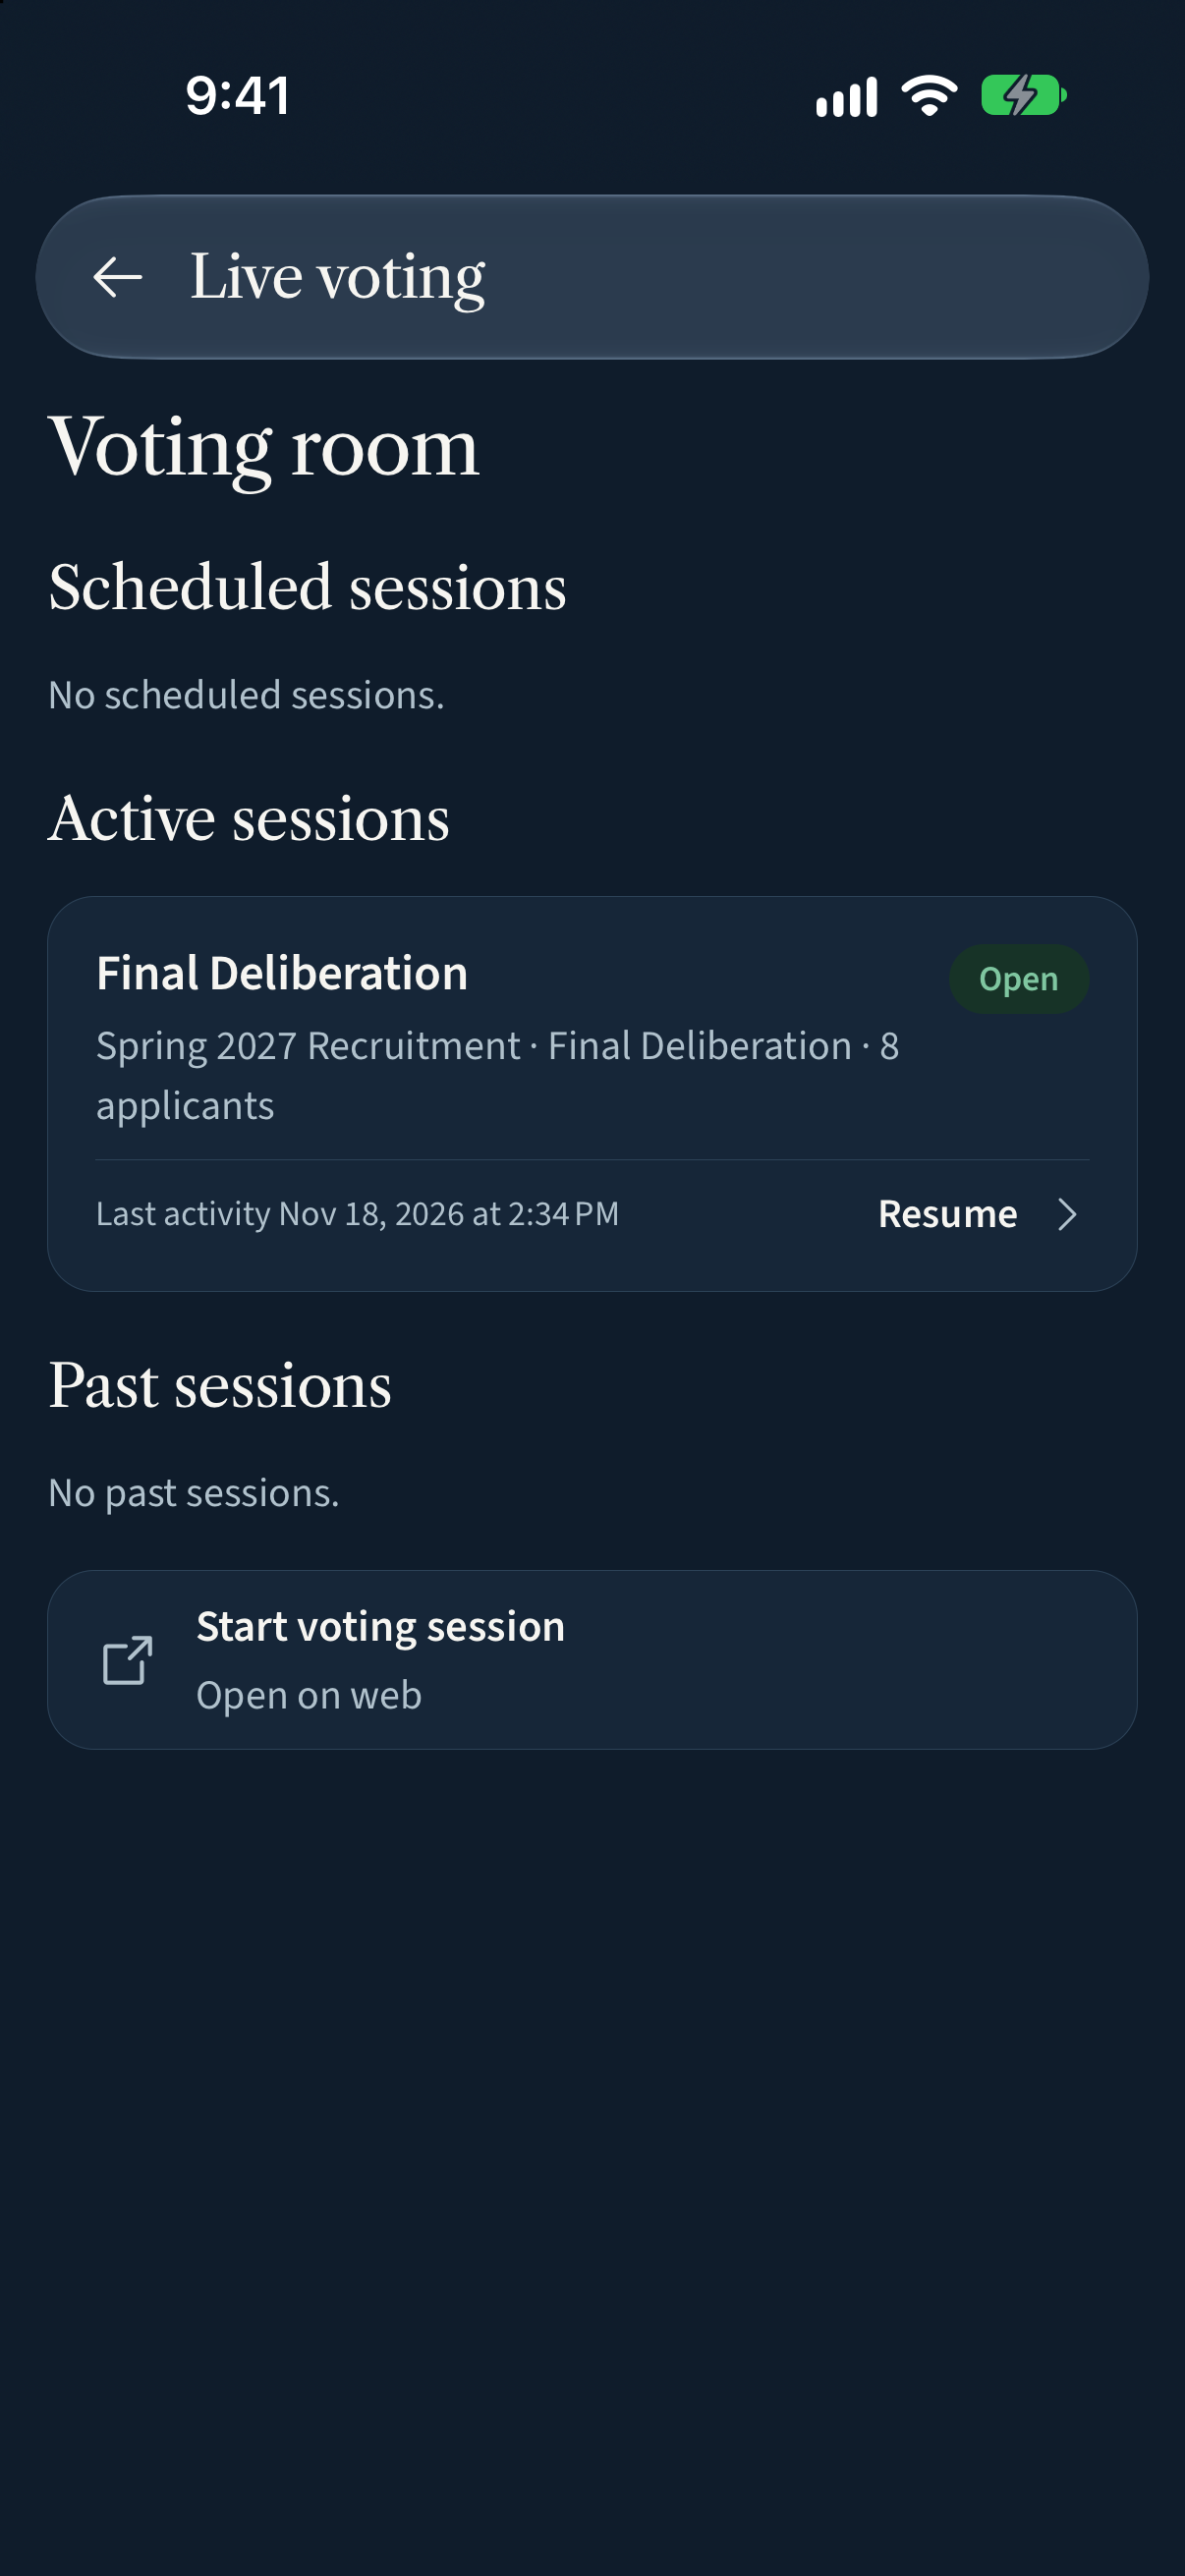 9:41
Live voting
Voting room
Scheduled sessions
No scheduled sessions.
Active sessions
Final Deliberation
Open
Spring 2027 Recruitment · Final Deliberation · 8
applicants
Last activity Nov 18, 2026 at 2:34 PM
Resume
Past sessions
No past sessions.
Start voting session
Open on web